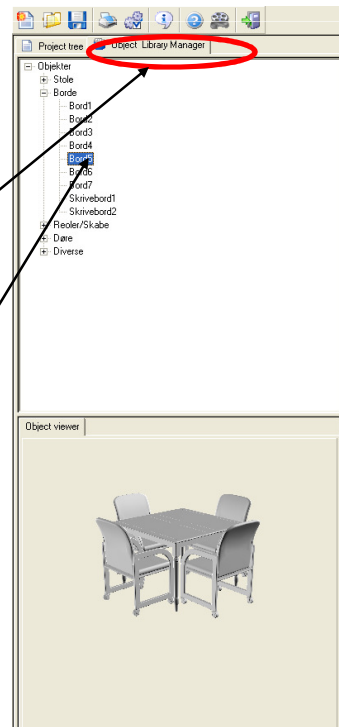 Project tree Object Library Manager
Objekter
Stole
Borde
Bord1
Bord2
Bord3
Bord4
Bord5
Bord6
Bord7
Skrivebord1
Skrivebord2
Reoler/Skabe
Døre
Diverse
Object viewer